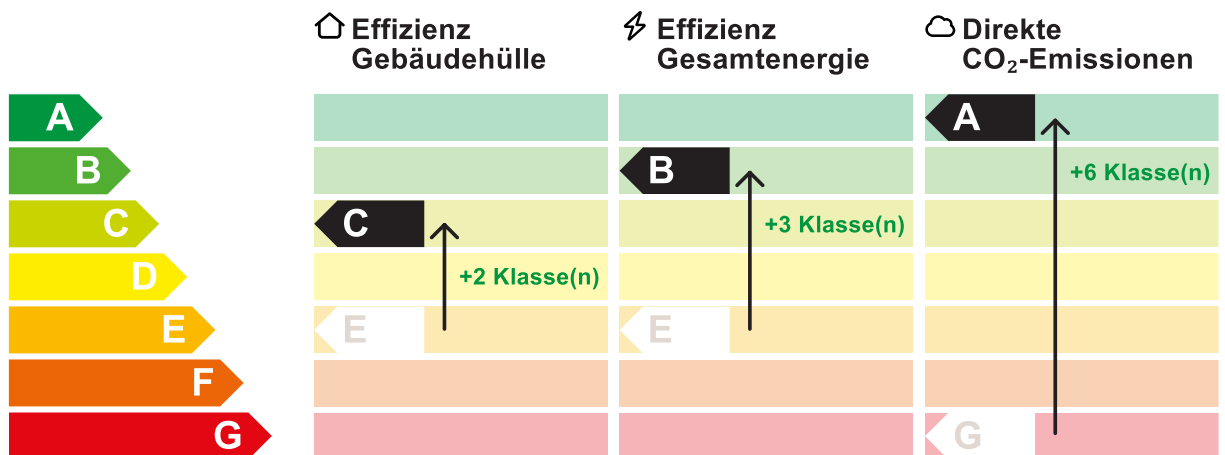 Effizienz
Gebäudehülle
Effizienz
Gesamtenergie
Direkte
CO₂-Emissionen
A
A
B
B
+6 Klasse(n)
C
C
+3 Klasse(n)
D
+2 Klasse(n)
E
E
E
F
G
G